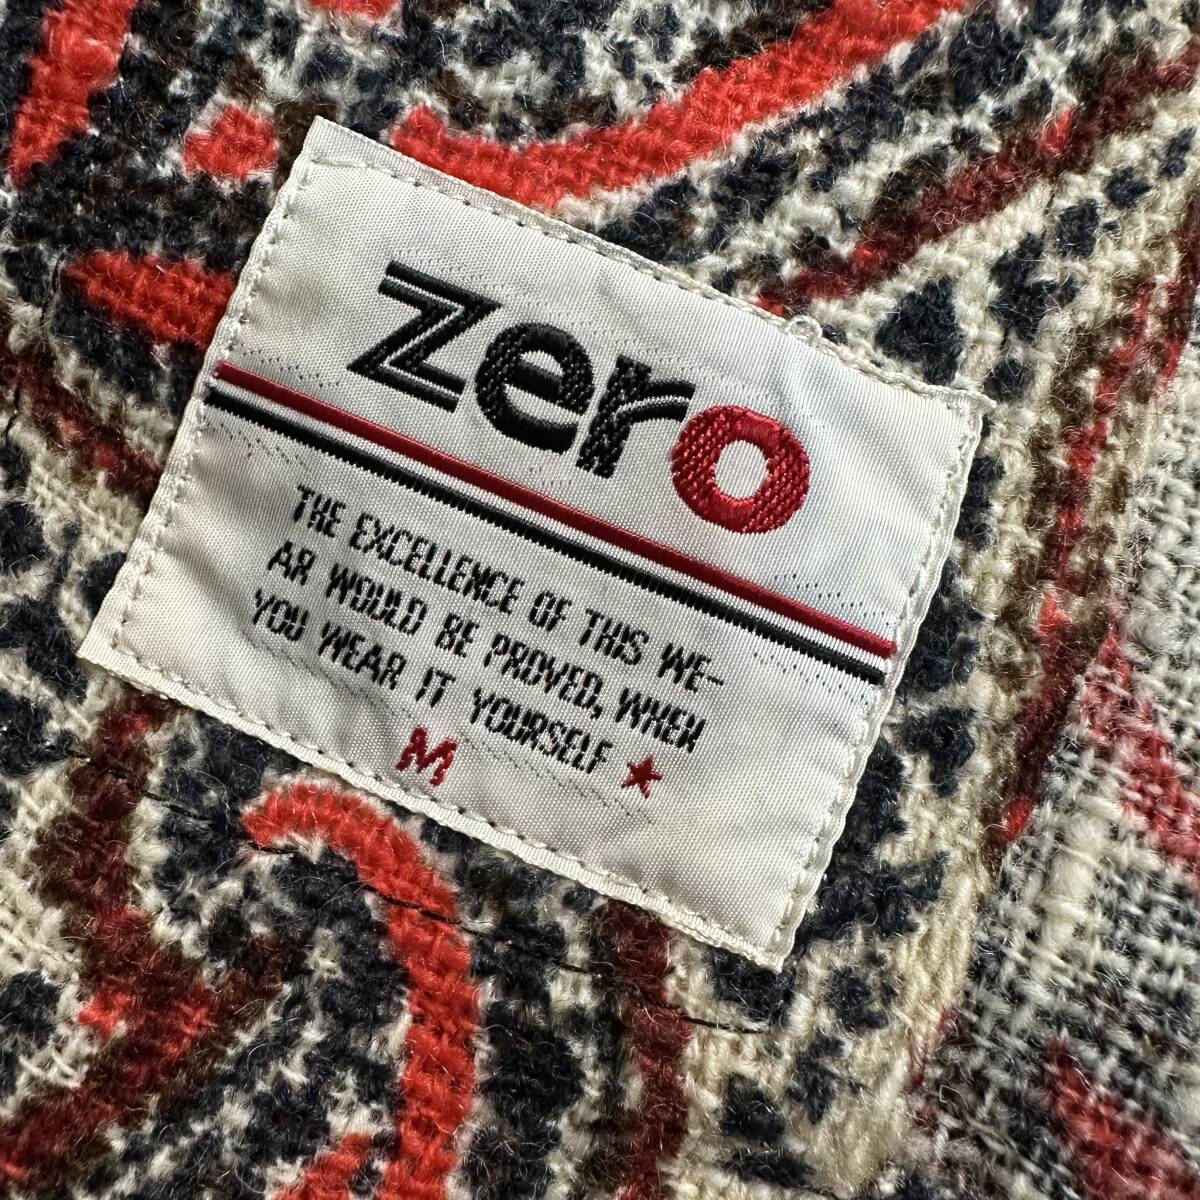 zero
THE EXCELLENCE OF THIS WE-
AR WOULD BE PROVED, WHEN
YOU WEAR IT YOURSELF ★
M